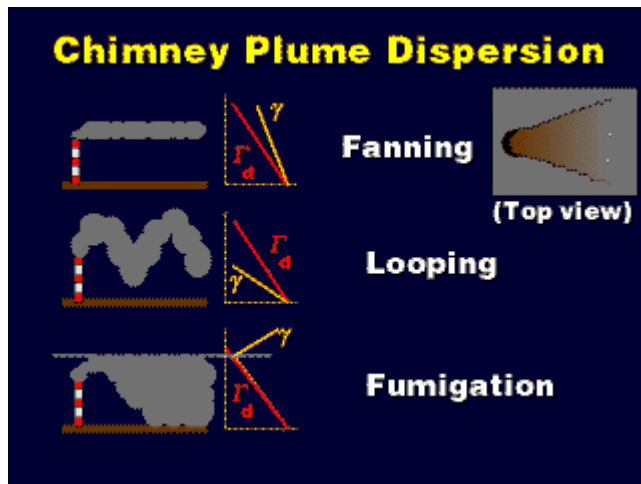 Chimney Plume Dispersion
γ
Γd
Fanning
(Top view)
Γd
γ
Looping
γ
Γd
Fumigation